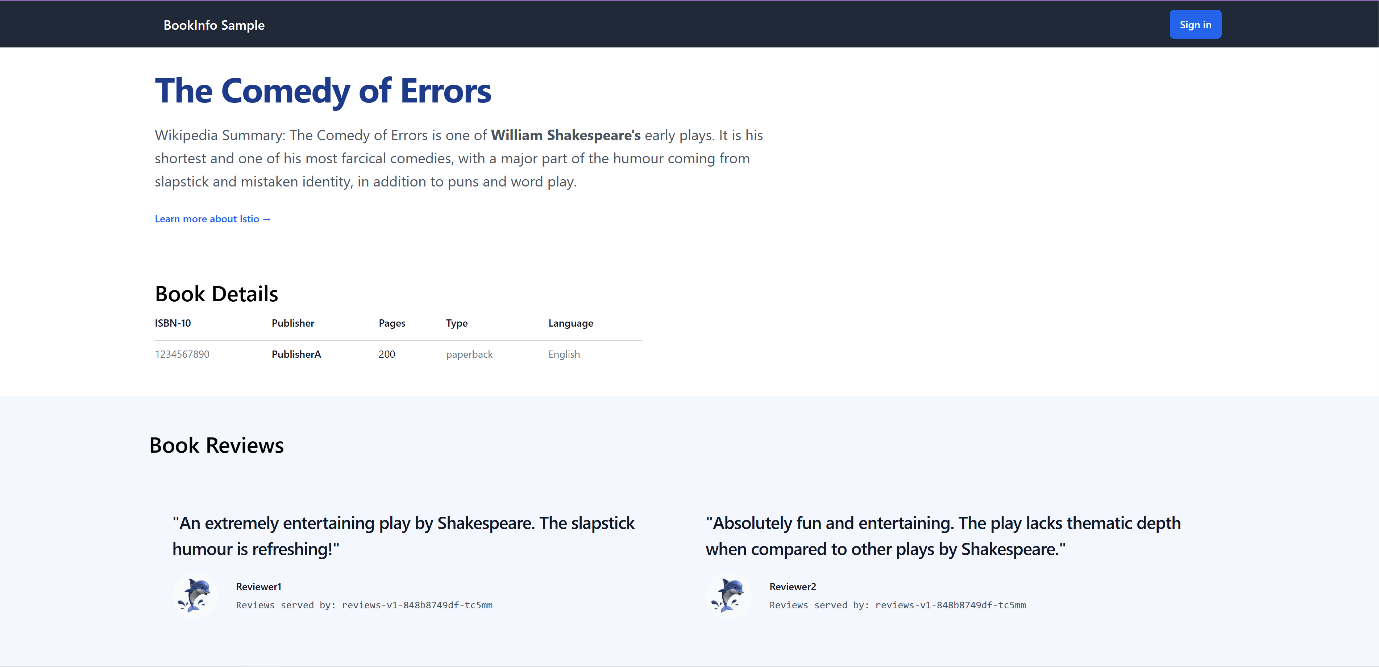 BookInfo Sample
Sign in
The Comedy of Errors
Wikipedia Summary: The Comedy of Errors is one of William Shakespeare's early plays. It is his
shortest and one of his most farcical comedies, with a major part of the humour coming from
slapstick and mistaken identity, in addition to puns and word play.
Learn more about Istio →
Book Details
ISBN-10 Publisher Pages Type Language
1234567890 PublisherA 200 paperback English
Book Reviews
"An extremely entertaining play by Shakespeare. The slapstick
humour is refreshing!"
Reviewer1
Reviews served by: reviews-v1-848b8749df-tc5mm
"Absolutely fun and entertaining. The play lacks thematic depth
when compared to other plays by Shakespeare."
Reviewer2
Reviews served by: reviews-v1-848b8749df-tc5mm